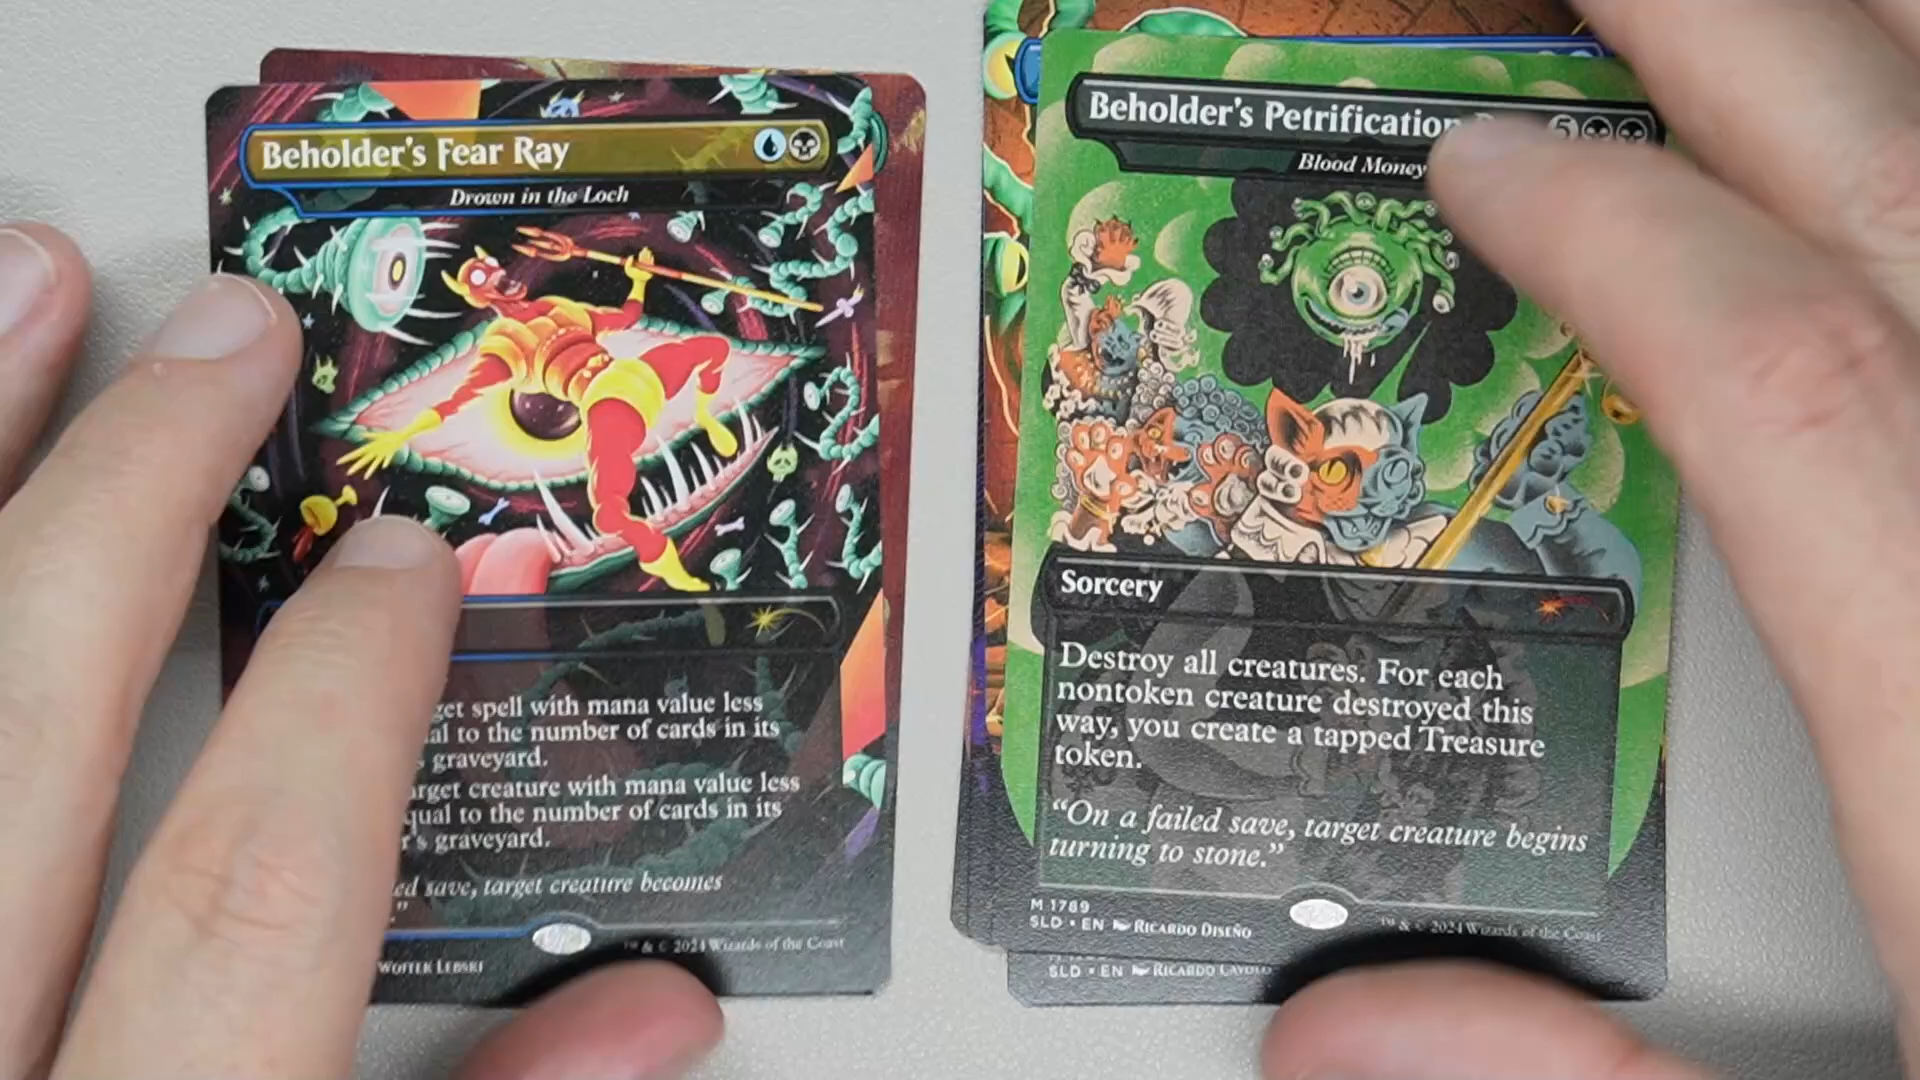 Beholder's Fear Ray
Drown in the Loch
get spell with mana value less
al to the number of cards in its
s graveyard.
arget creature with mana value less
qual to the number of cards in its
r's graveyard.
ed save, target creature becomes
."
™ & © 2024 Wizards of the Coast
Beholder's Petrification
5
Blood Money
Sorcery
Destroy all creatures. For each
nontoken creature destroyed this
way, you create a tapped Treasure
token.
“On a failed save, target creature begins
turning to stone.”
M 1789
SLD • EN RICARDO DISEÑO
™ & © 2024 Wizards of the Coast
SLD • EN RICARDO